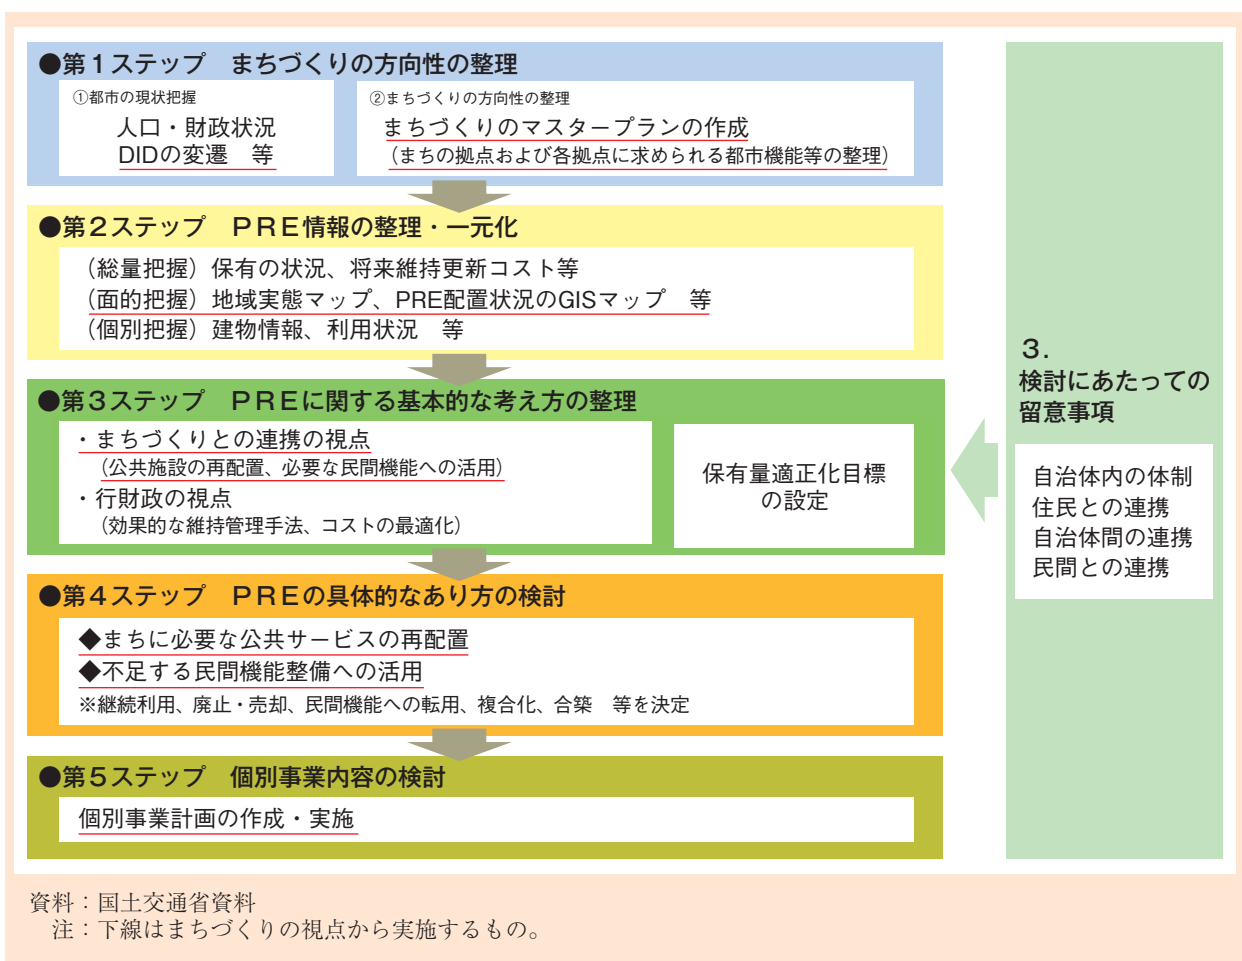 ●第１ステップ　まちづくりの方向性の整理
①都市の現状把握
人口・財政状況
DIDの変遷　等
②まちづくりの方向性の整理
まちづくりのマスタープランの作成
（まちの拠点および各拠点に求められる都市機能等の整理）
●第２ステップ　ＰＲＥ情報の整理・一元化
（総量把握）保有の状況、将来維持更新コスト等
（面的把握）地域実態マップ、PRE配置状況のGISマップ　等
（個別把握）建物情報、利用状況　等
●第３ステップ　ＰＲＥに関する基本的な考え方の整理
・まちづくりとの連携の視点
（公共施設の再配置、必要な民間機能への活用）
・行財政の視点
（効果的な維持管理手法、コストの最適化）
保有量適正化目標
の設定
●第４ステップ　ＰＲＥの具体的なあり方の検討
◆まちに必要な公共サービスの再配置
◆不足する民間機能整備への活用
※継続利用、廃止・売却、民間機能への転用、複合化、合築　等を決定
●第５ステップ　個別事業内容の検討
個別事業計画の作成・実施
３．
検討にあたっての
留意事項
自治体内の体制
住民との連携
自治体間の連携
民間との連携
資料：国土交通省資料
注：下線はまちづくりの視点から実施するもの。